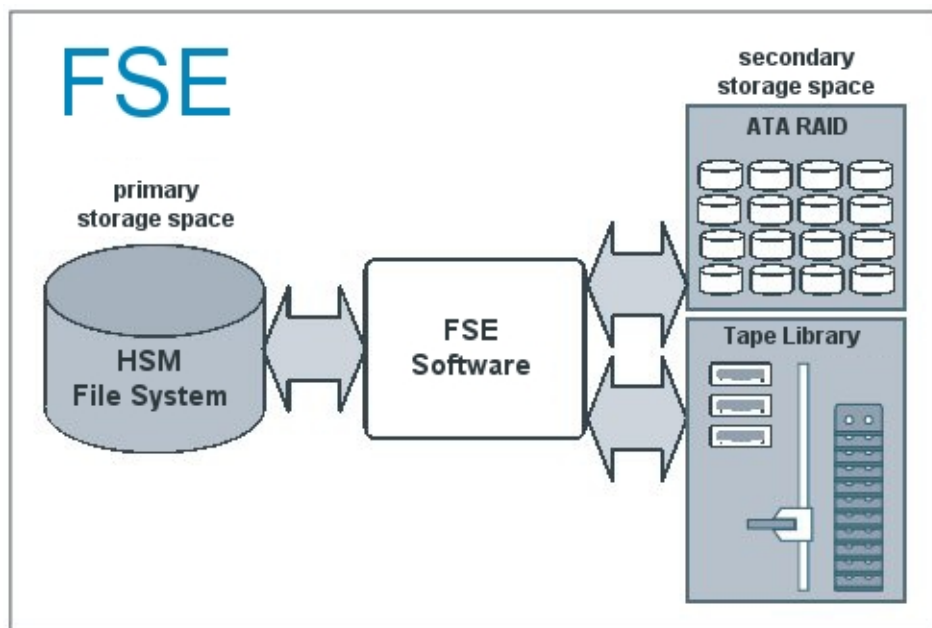 FSE
primary
storage space
HSM
File System
FSE
Software
secondary
storage space
ATA RAID
Tape Library